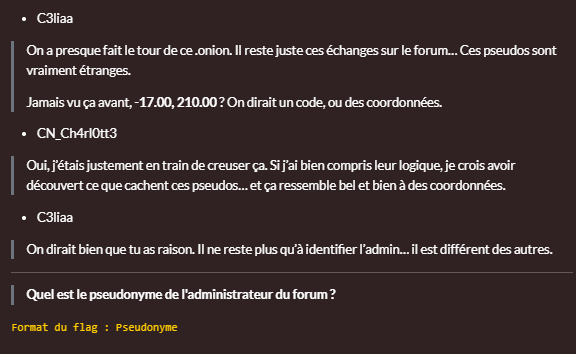 C3liaa
On a presque fait le tour de ce .onion. Il reste juste ces échanges sur le forum… Ces pseudos sont
vraiment étranges.
Jamais vu ça avant, -17.00, 210.00 ? On dirait un code, ou des coordonnées.
CN_Ch4rl0tt3
Oui, j'étais justement en train de creuser ça. Si j'ai bien compris leur logique, je crois avoir
découvert ce que cachent ces pseudos… et ça ressemble bel et bien à des coordonnées.
C3liaa
On dirait bien que tu as raison. Il ne reste plus qu'à identifier l'admin… il est différent des autres.
Quel est le pseudonyme de l'administrateur du forum ?
Format du flag : Pseudonyme